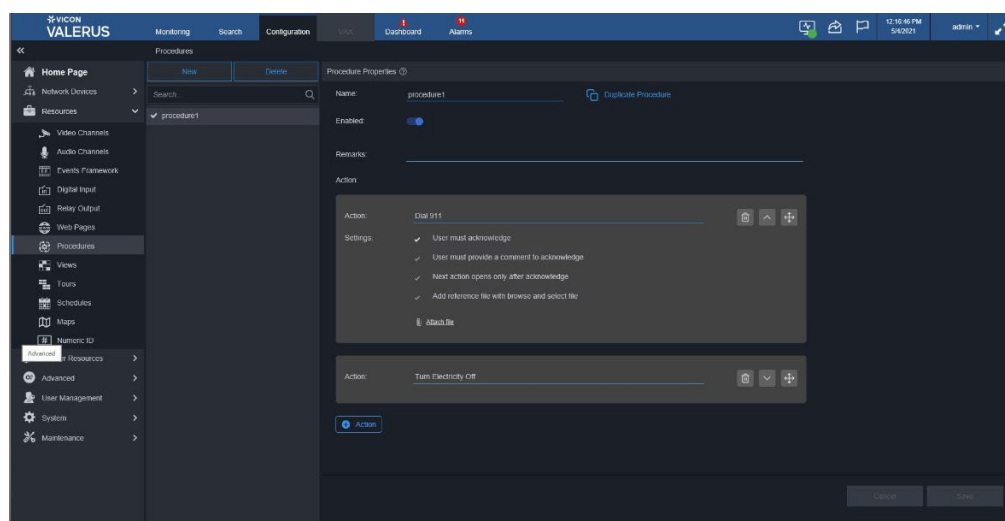 VICON
VALERUS
Monitoring
Search
Configuration
VAX
Dashboard
Alarms
11
12:16:46 PM
5/4/2021
admin
Procedures
Home Page
Network Devices
Resources
Video Channels
Audio Channels
Events Framework
Digital Input
Relay Output
Web Pages
Procedures
Views
Tours
Schedules
Maps
Numeric ID
Advanced
Resources
Advanced
User Management
System
Maintenance
New
Delete
Search...
procedure1
Procedure Properties
Name:
procedure1
Duplicate Procedure
Enabled:
Remarks:
Action:
Action:
Dial 911
Settings:
User must acknowledge
User must provide a comment to acknowledge
Next action opens only after acknowledge
Add reference file with browse and select file
Attach file
Action:
Turn Electricity Off
Action
Cancel
Save